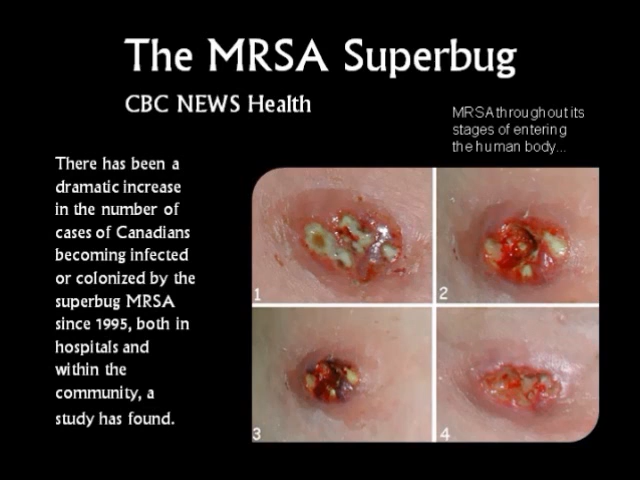 The MRSA Superbug
CBC NEWS Health
MRSA throughout its
stages of entering
the human body...
There has been a
dramatic increase
in the number of
cases of Canadians
becoming infected
or colonized by the
superbug MRSA
since 1995, both in
hospitals and
within the
community, a
study has found.
1
2
3
4